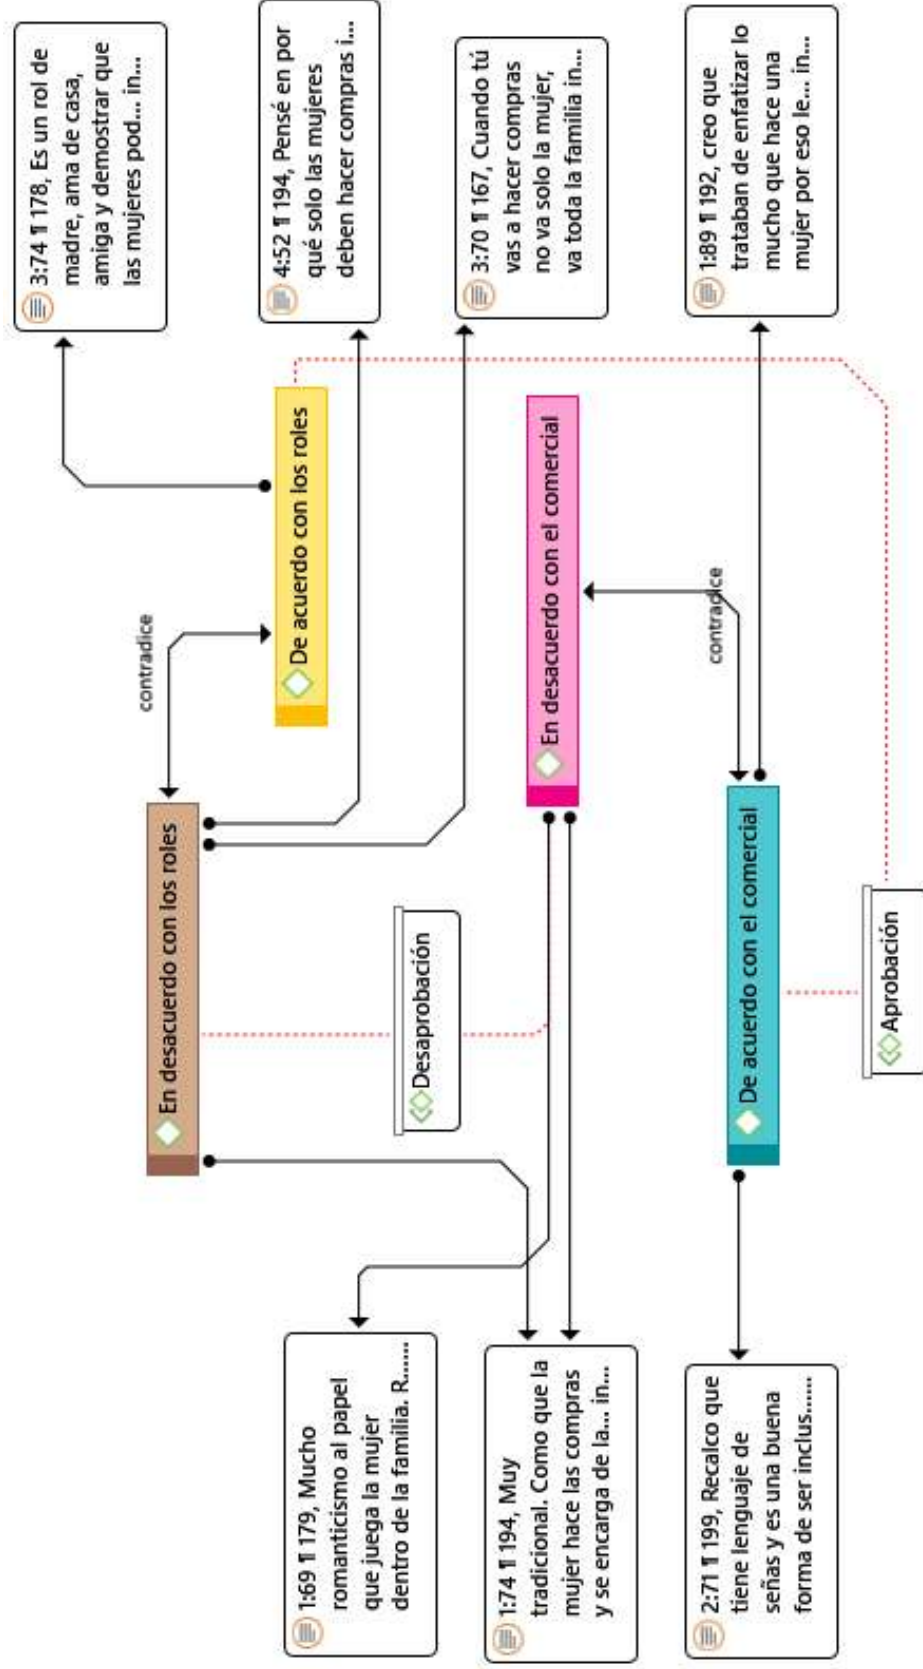 3:74 ¶ 178, Es un rol de
madre, ama de casa,
amiga y demostrar que
las mujeres pod... in...
4:52 ¶ 194, Pensé en por
qué solo las mujeres
deben hacer compras i...
3:70 ¶ 167, Cuando tú
vas a hacer compras
no va solo la mujer,
va toda la familia in...
1:89 ¶ 192, creo que
trataban de enfatizar lo
mucho que hace una
mujer por eso le... in...
contradice
De acuerdo con los roles
En desacuerdo con el comercial
contradice
En desacuerdo con los roles
Desaprobación
De acuerdo con el comercial
Aprobación
1:69 ¶ 179, Mucho
romanticismo al papel
que juega la mujer
dentro de la familia. R......
1:74 ¶ 194, Muy
tradicional. Como que la
mujer hace las compras
y se encarga de la... in...
2:71 ¶ 199, Recalco que
tiene lenguaje de
señas y es una buena
forma de ser inclus......